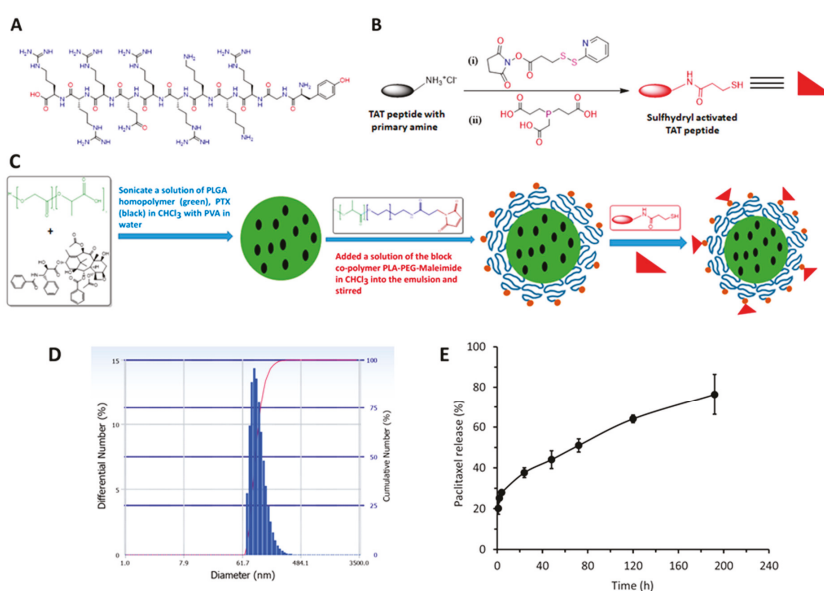 A
B
(i)
(ii)
NH₃⁺Cl⁻
TAT peptide with
primary amine
Sulfhydryl activated
TAT peptide
C
Sonicate a solution of PLGA
homopolymer (green), PTX
(black) in CHCl₃ with PVA in
water
+
Added a solution of the block
co-polymer PLA-PEG-Maleimide
in CHCl₃ into the emulsion and
stirred
D
Differential Number (%)
15
10
5
0
100
75
50
25
0
Cumulative Number (%)
1.0 7.9 61.7 484.1 3500.0
Diameter (nm)
E
Paclitaxel release (%)
100
80
60
40
20
0
0 40 80 120 160 200 240
Time (h)